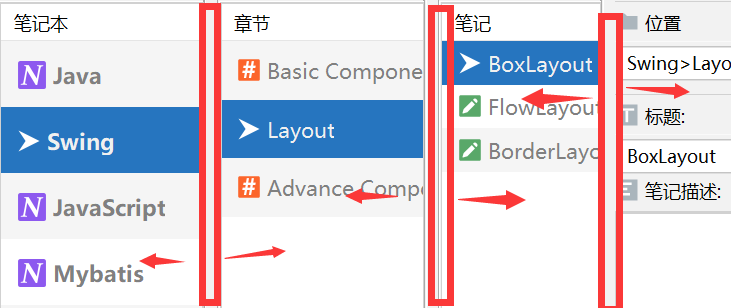 笔记本
Java
Swing
JavaScript
Mybatis
章节
Basic Compone
Layout
Advance Compo
笔记
BoxLayout
FlowLayout
BorderLayo
位置
Swing>Layo
标题:
BoxLayout
笔记描述: